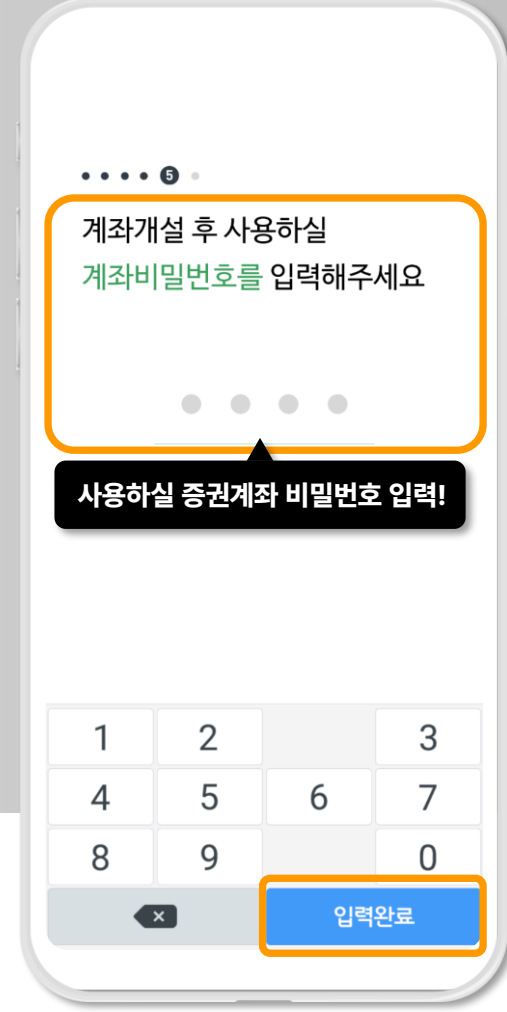 5
계좌개설 후 사용하실
계좌비밀번호를 입력해주세요
사용하실 증권계좌 비밀번호 입력!
1 2 3
4 5 6 7
8 9 0
입력완료